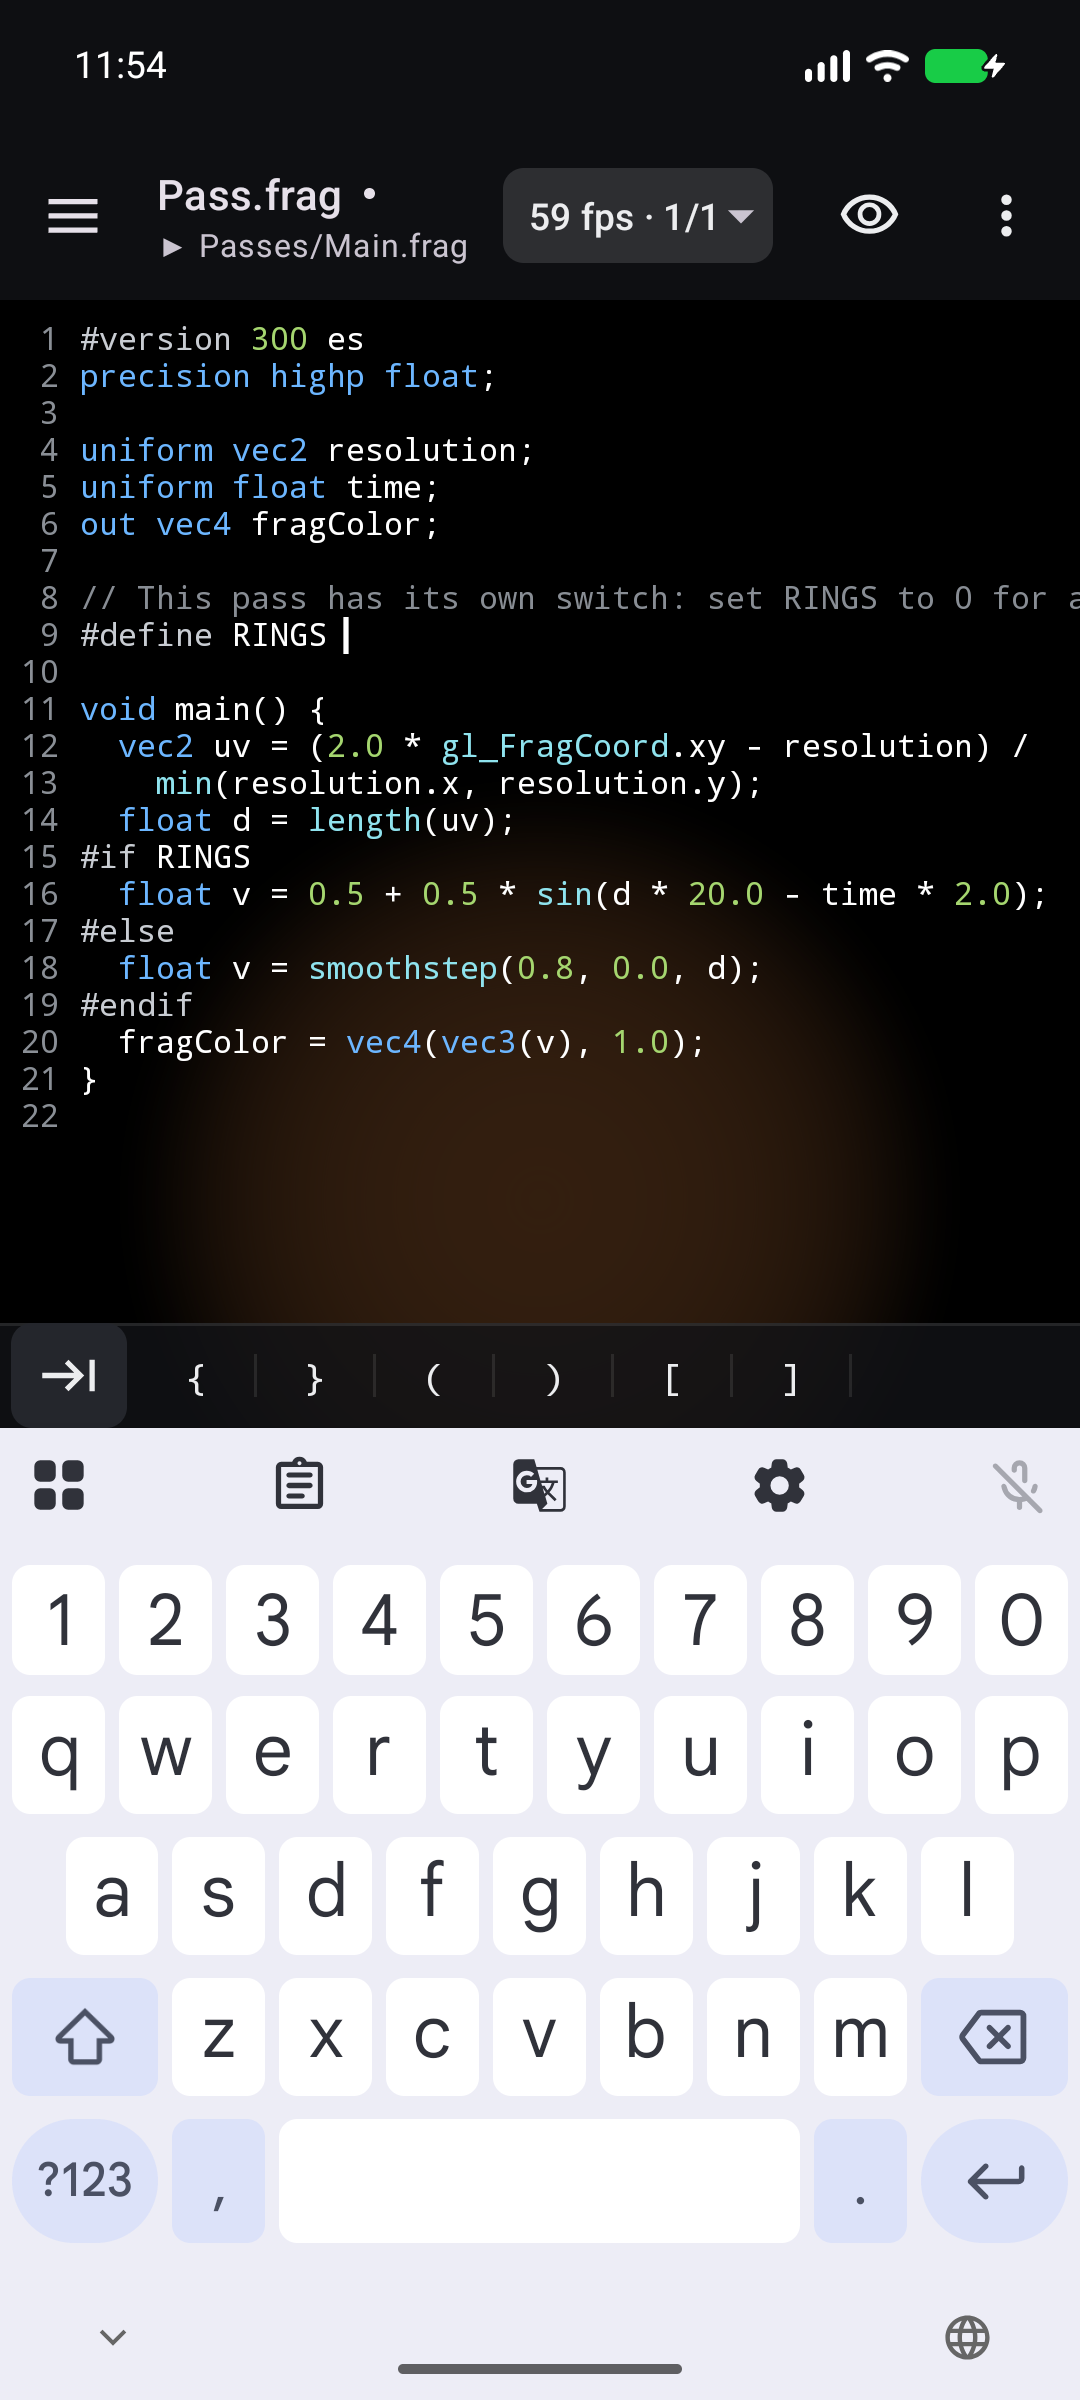 11:54
Pass.frag •
► Passes/Main.frag
59 fps · 1/1
1 #version 300 es
2 precision highp float;
3
4 uniform vec2 resolution;
5 uniform float time;
6 out vec4 fragColor;
7
8 // This pass has its own switch: set RINGS to 0 for a
9 #define RINGS
10
11 void main() {
12   vec2 uv = (2.0 * gl_FragCoord.xy - resolution) /
13     min(resolution.x, resolution.y);
14   float d = length(uv);
15 #if RINGS
16   float v = 0.5 + 0.5 * sin(d * 20.0 - time * 2.0);
17 #else
18   float v = smoothstep(0.8, 0.0, d);
19 #endif
20   fragColor = vec4(vec3(v), 1.0);
21 }
22
{ } ( ) [ ]
G 文
1 2 3 4 5 6 7 8 9 0
q w e r t y u i o p
a s d f g h j k l
z x c v b n m
?123 , .